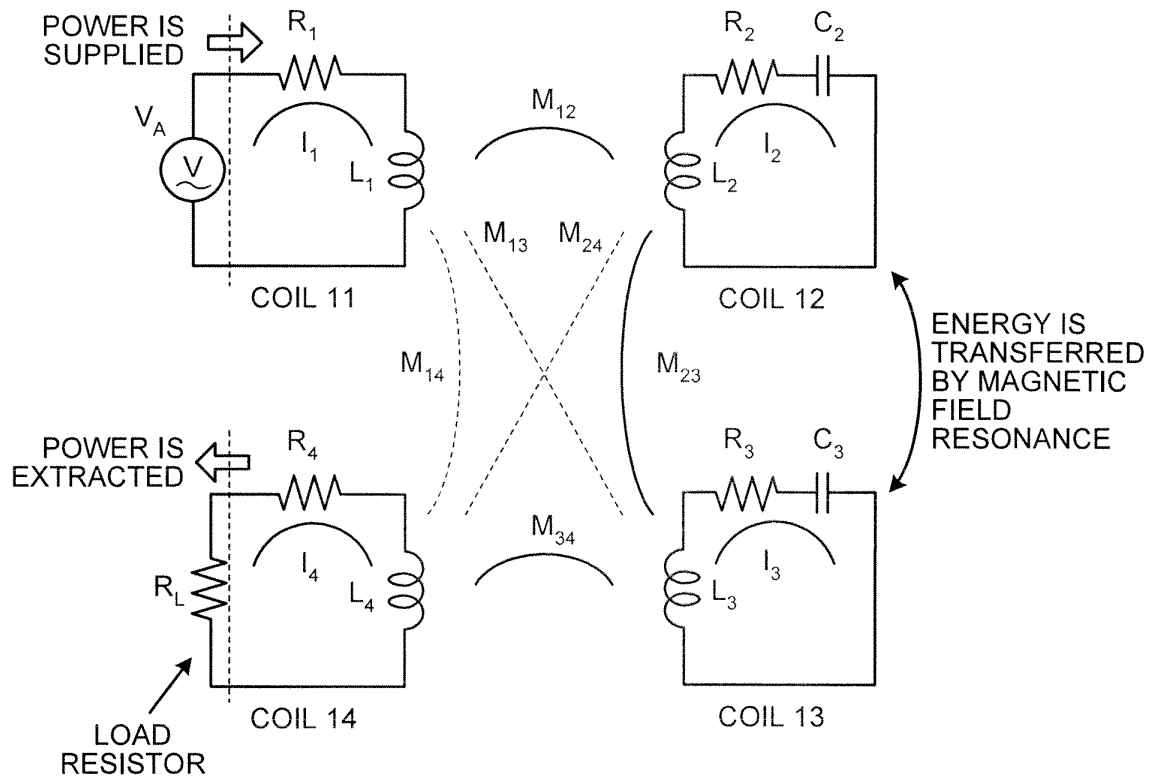 POWER IS
SUPPLIED
R1
VA
V
I1
L1
COIL 11
M12
R2
C2
L2
I2
COIL 12
M13
M24
M14
M23
ENERGY IS
TRANSFERRED
BY MAGNETIC
FIELD
RESONANCE
POWER IS
EXTRACTED
R4
RL
I4
L4
COIL 14
LOAD
RESISTOR
M34
R3
C3
L3
I3
COIL 13